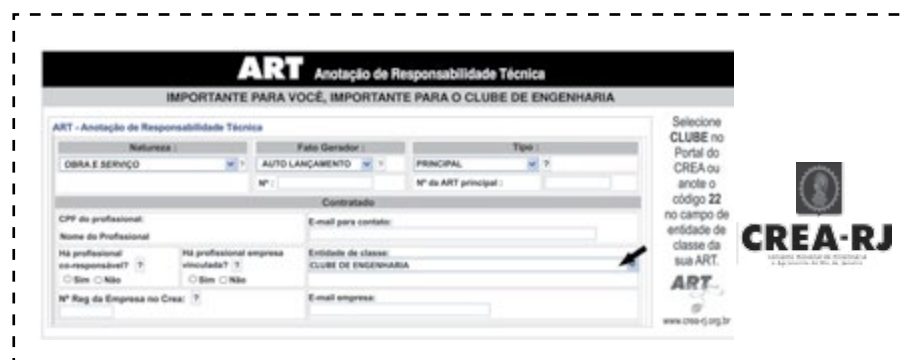 ART Anotação de Responsabilidade Técnica
IMPORTANTE PARA VOCÊ, IMPORTANTE PARA O CLUBE DE ENGENHARIA
ART - Anotação de Responsabilidade Técnica
Natureza : Fato Gerador : Tipo :
OBRA E SERVIÇO ? AUTO LANÇAMENTO ? PRINCIPAL ?
Nº : Nº da ART principal :
Contratado
CPF do profissional: E-mail para contato:
Nome do Profissional
Há profissional co-responsável? ? Há profissional empresa vinculada? ? Entidade de classe:
CLUBE DE ENGENHARIA
Sim Não Sim Não
Nº Reg da Empresa no Crea: ? E-mail empresa:
Selecione
CLUBE no
Portal do
CREA ou
anote o
código 22
no campo de
entidade de
classe da
sua ART.
ART
www.crea-rj.org.br
CREA-RJ